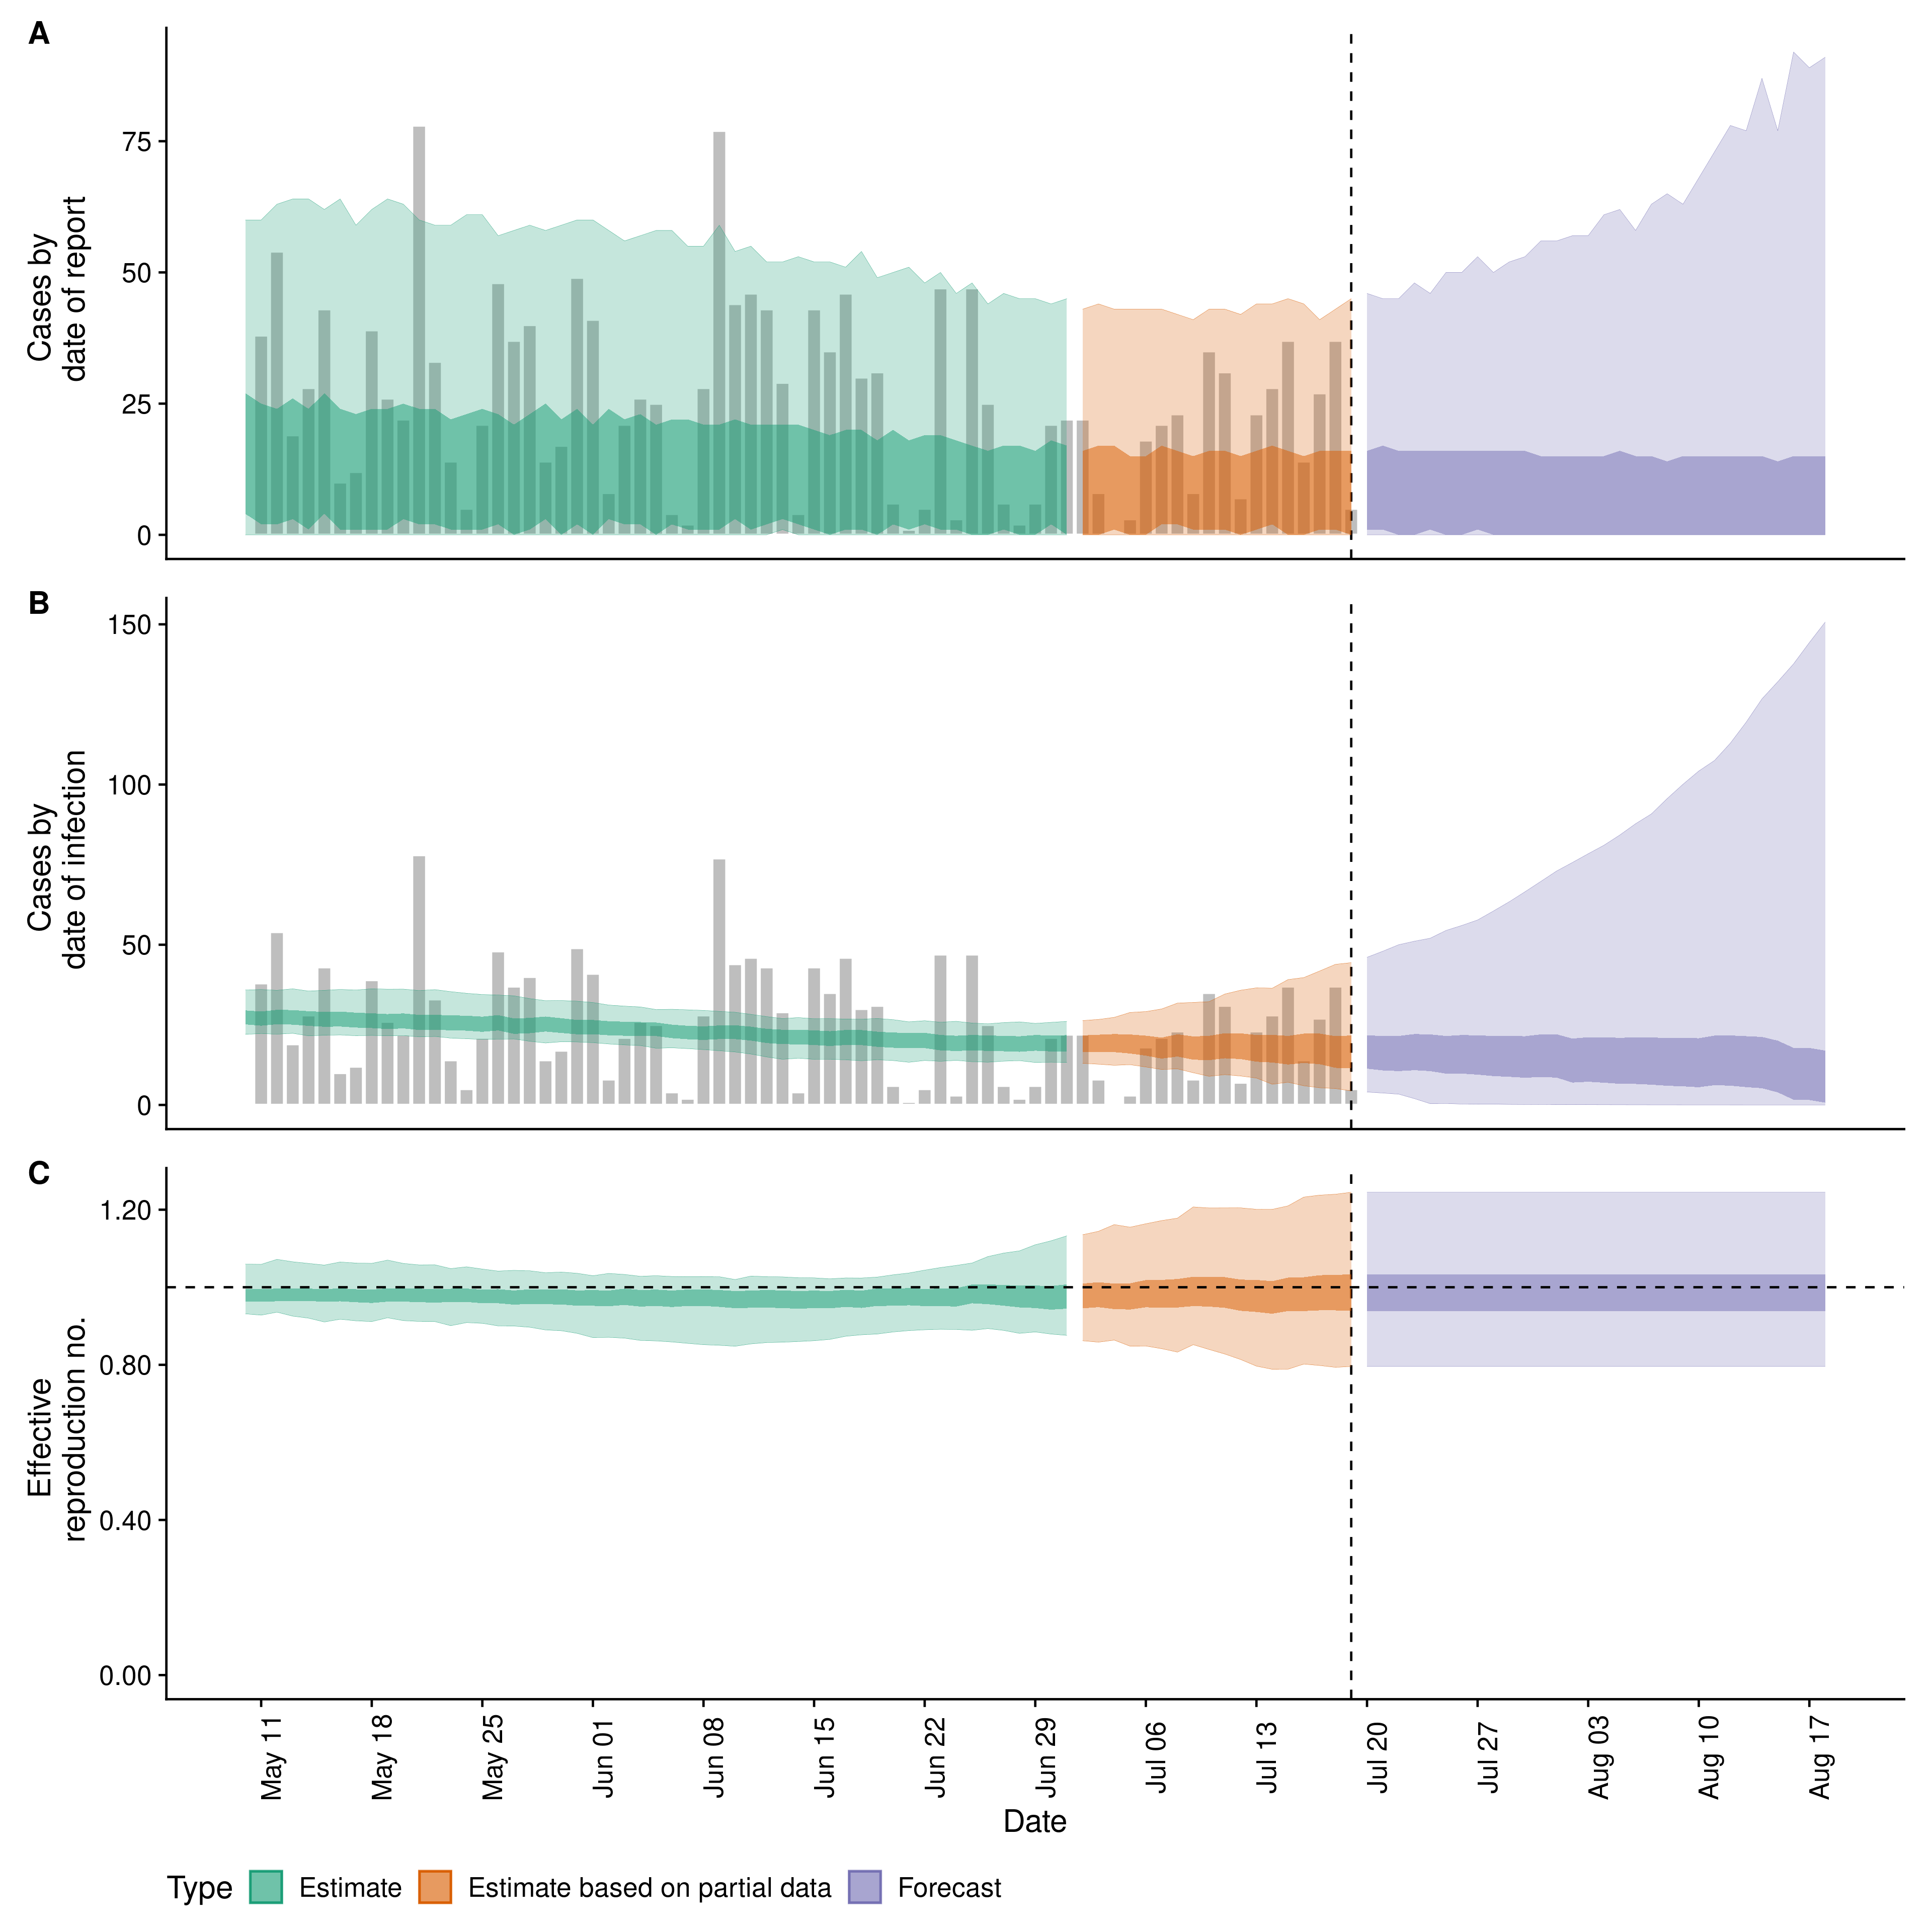 A
Cases by
date of report
75
50
25
0
B
Cases by
date of infection
150
100
50
0
C
Effective
reproduction no.
1.20
0.80
0.40
0.00
May 11
May 18
May 25
Jun 01
Jun 08
Jun 15
Jun 22
Jun 29
Jul 06
Jul 13
Jul 20
Jul 27
Aug 03
Aug 10
Aug 17
Date
Type Estimate Estimate based on partial data Forecast